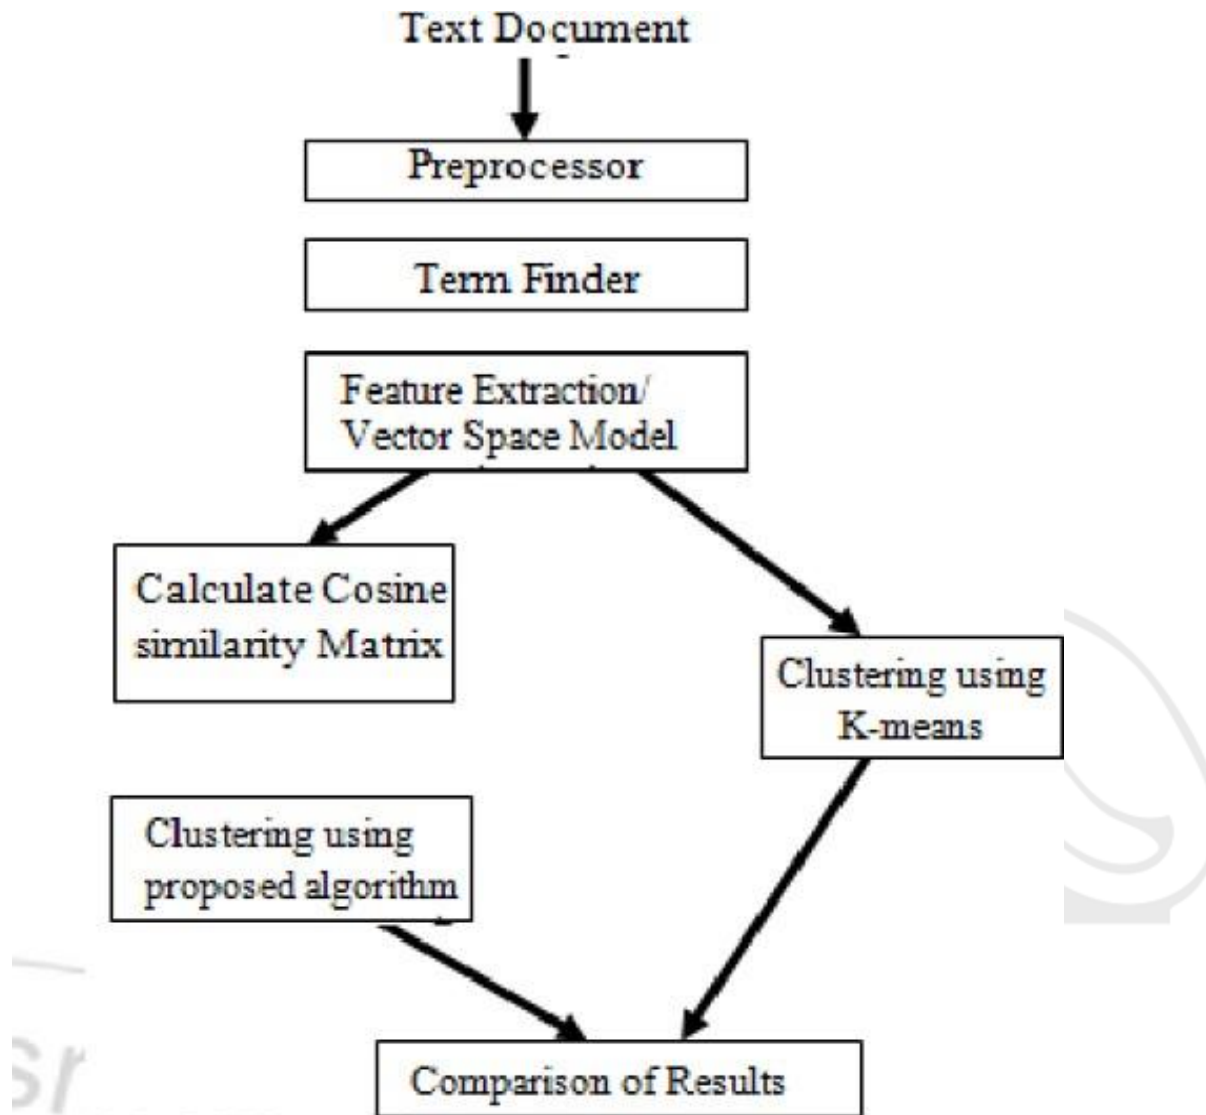 Text Document
Preprocessor
Term Finder
Feature Extraction/
Vector Space Model
Calculate Cosine
similarity Matrix
Clustering using
K-means
Clustering using
proposed algorithm
Comparison of Results